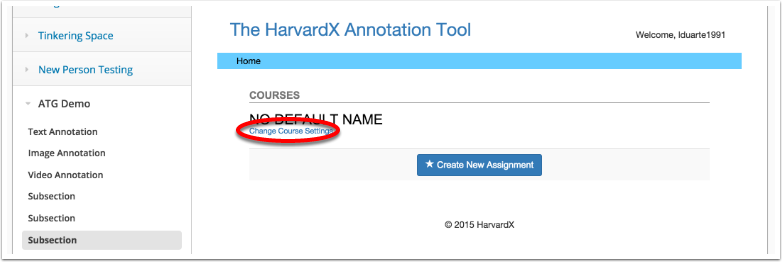 Tinkering Space
New Person Testing
ATG Demo
Text Annotation
Image Annotation
Video Annotation
Subsection
Subsection
Subsection
The HarvardX Annotation Tool
Welcome, lduarte1991
Home
COURSES
NO DEFAULT NAME
Change Course Settings
★ Create New Assignment
© 2015 HarvardX